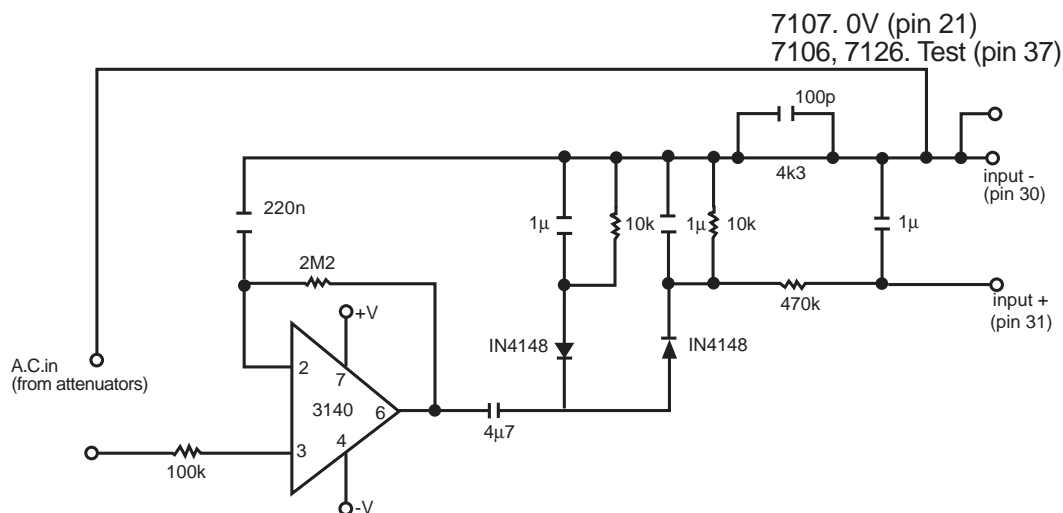 7107. 0V (pin 21)
7106, 7126. Test (pin 37)
100p
4k3
input -
(pin 30)
220n
1μ
10k
1μ
10k
1μ
2M2
470k
input +
(pin 31)
+V
IN4148
IN4148
A.C.in
(from attenuators)
2
7
3140
6
4μ7
3
4
100k
-V